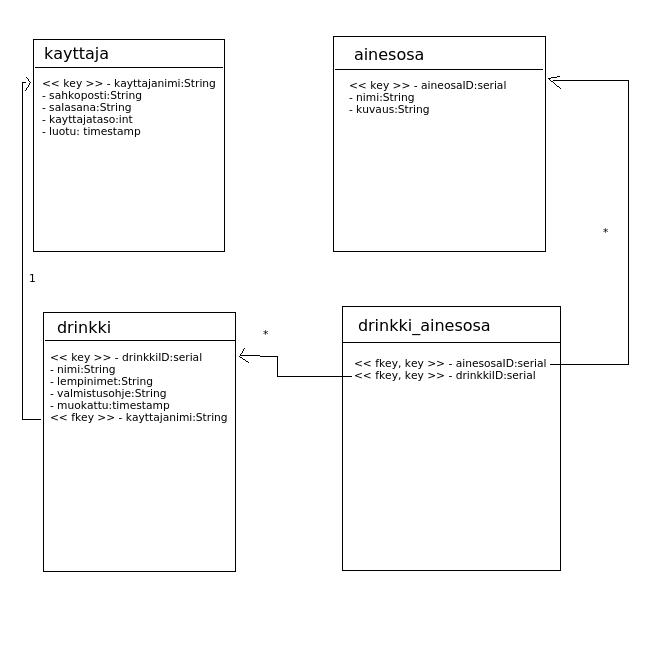 kayttaja
<< key >> - kayttajanimi:String
- sahkoposti:String
- salasana:String
- kayttajataso:int
- luotu: timestamp
ainesosa
<< key >> - aineosaID:serial
- nimi:String
- kuvaus:String
*
1
drinkki
<< key >> - drinkkiID:serial
- nimi:String
- lempinimet:String
- valmistusohje:String
- muokattu:timestamp
<< fkey >> - kayttajanimi:String
*
drinkki_ainesosa
<< fkey, key >> - ainesosaID:serial
<< fkey, key >> - drinkkiID:serial